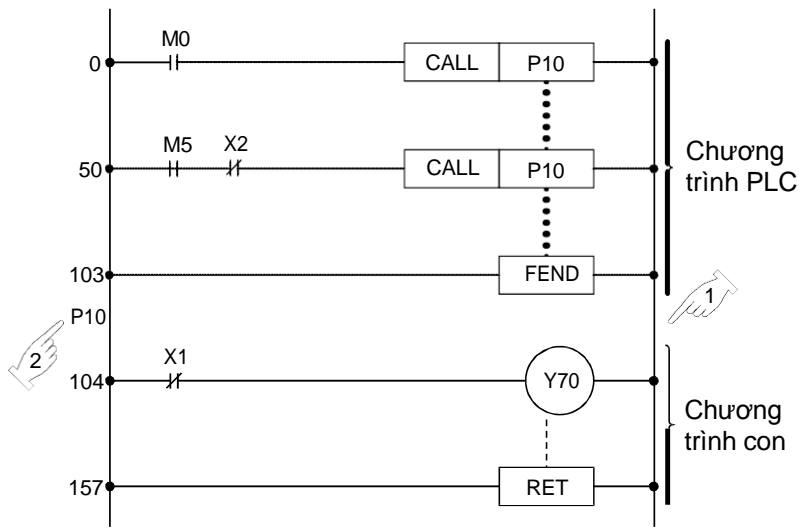 M0
0 CALL P10
M5 X2
50 CALL P10
Chương
trình PLC
103 FEND
1
P10
2
X1
104 Y70
Chương
trình con
157 RET